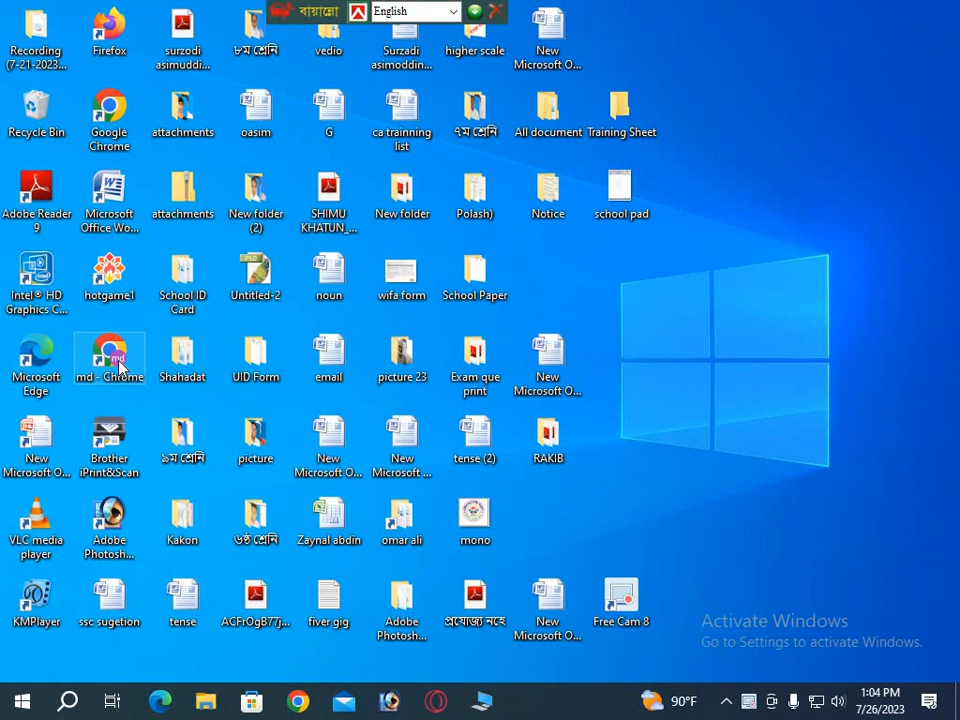 বায়ান্নো
English
Recording
(7-21-2023...
Firefox
surzodi
asimuddi...
৮ম শ্রেনি
vedio
Surzadi
asimoddin...
higher scale
New
Microsoft O...
Recycle Bin
Google
Chrome
attachments
oasim
G
ca trainning
list
৭ম শ্রেনি
All document
Training Sheet
Adobe Reader
9
Microsoft
Office Wo...
attachments
New folder
(2)
SHIMU
KHATUN_...
New folder
Polash)
Notice
school pad
Intel® HD
Graphics C...
hotgame1
School ID
Card
Untitled-2
noun
wifa form
School Paper
Microsoft
Edge
md
md - Chrome
Shahadat
UID Form
email
picture 23
Exam que
print
New
Microsoft O...
New
Microsoft O...
Brother
iPrint&Scan
৯ম শ্রেনি
picture
New
Microsoft O...
New
Microsoft ...
tense (2)
RAKIB
VLC media
player
Adobe
Photosh...
Kakon
৬ষ্ঠ শ্রেনি
Zaynal abdin
omar ali
mono
KMPlayer
ssc sugetion
tense
ACFrOgB77j...
fiver gig
Adobe
Photosh...
প্রযোজ্য নহে
New
Microsoft O...
Free Cam 8
Activate Windows
Go to Settings to activate Windows.
90°F
1:04 PM
7/26/2023